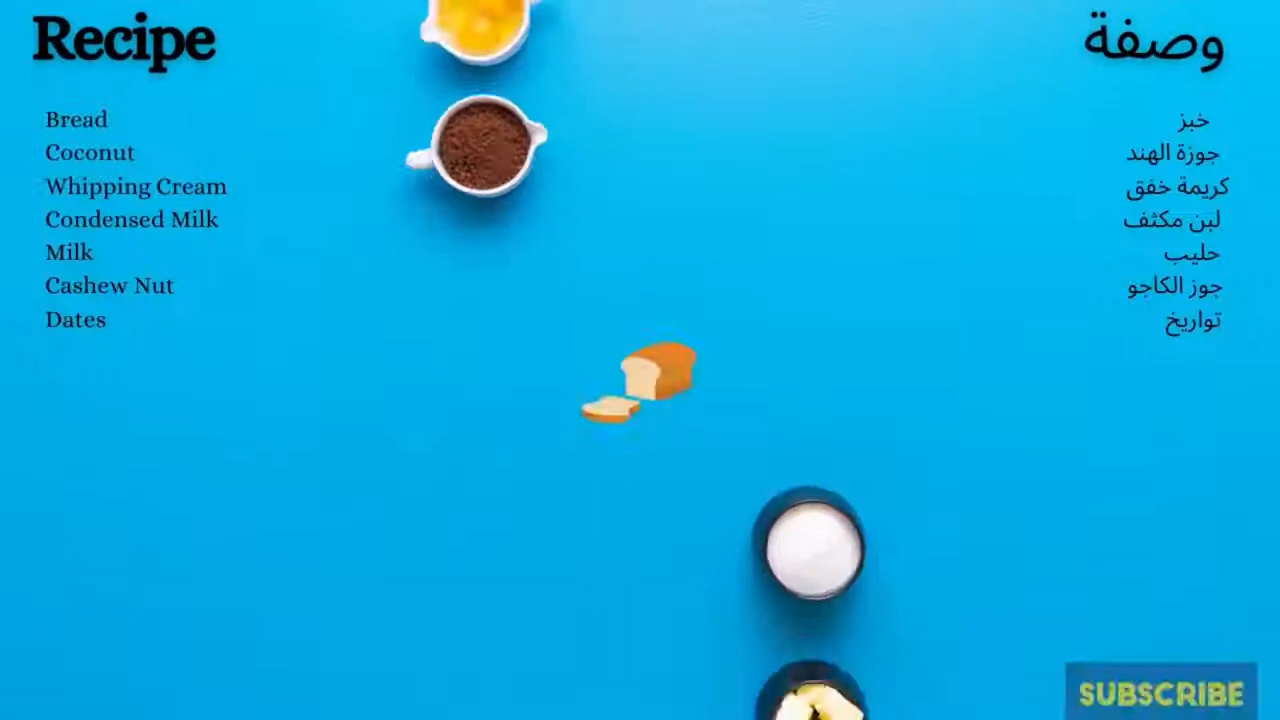 Recipe
Bread
Coconut
Whipping Cream
Condensed Milk
Milk
Cashew Nut
Dates
وصفة
خبز
جوزة الهند
كريمة خفق
لبن مكثف
حليب
جوز الكاجو
تواريخ
SUBSCRIBE